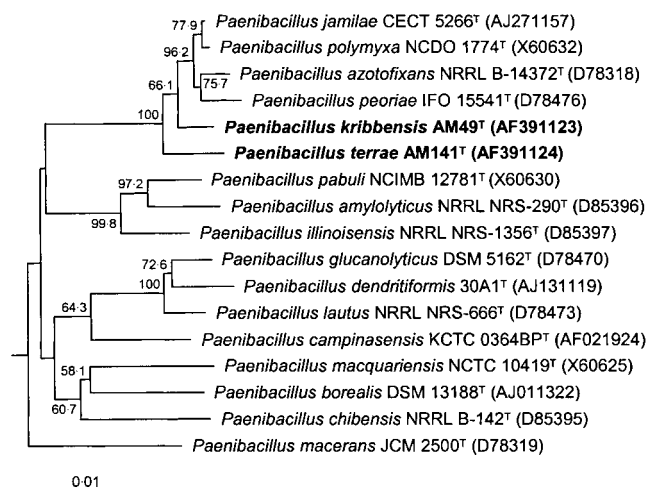 77·9
Paenibacillus jamilae CECT 5266ᵀ (AJ271157)
96·2
Paenibacillus polymyxa NCDO 1774ᵀ (X60632)
Paenibacillus azotofixans NRRL B-14372ᵀ (D78318)
75·7
66·1
Paenibacillus peoriae IFO 15541ᵀ (D78476)
100
Paenibacillus kribbensis AM49ᵀ (AF391123)
Paenibacillus terrae AM141ᵀ (AF391124)
97·2
Paenibacillus pabuli NCIMB 12781ᵀ (X60630)
Paenibacillus amylolyticus NRRL NRS-290ᵀ (D85396)
99·8
Paenibacillus illinoisensis NRRL NRS-1356ᵀ (D85397)
72·6
Paenibacillus glucanolyticus DSM 5162ᵀ (D78470)
100
Paenibacillus dendritiformis 30A1ᵀ (AJ131119)
64·3
Paenibacillus lautus NRRL NRS-666ᵀ (D78473)
Paenibacillus campinasensis KCTC 0364BPᵀ (AF021924)
58·1
Paenibacillus macquariensis NCTC 10419ᵀ (X60625)
Paenibacillus borealis DSM 13188ᵀ (AJ011322)
60·7
Paenibacillus chibensis NRRL B-142ᵀ (D85395)
Paenibacillus macerans JCM 2500ᵀ (D78319)
0·01